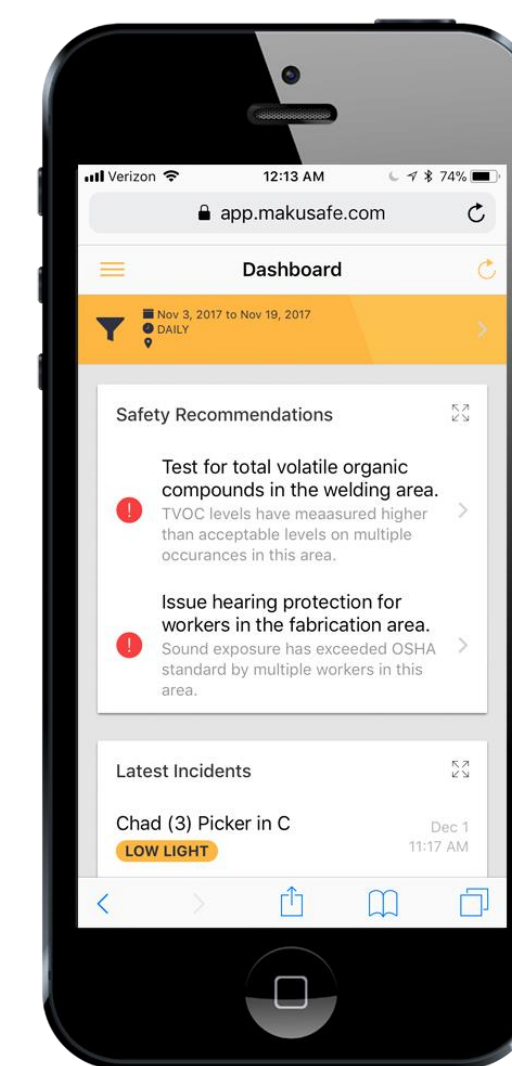 Verizon 12:13 AM 74%
app.makusafe.com
Dashboard
Nov 3, 2017 to Nov 19, 2017
DAILY
Safety Recommendations
Test for total volatile organic
compounds in the welding area.
TVOC levels have meaasured higher
than acceptable levels on multiple
occurances in this area.
Issue hearing protection for
workers in the fabrication area.
Sound exposure has exceeded OSHA
standard by multiple workers in this
area.
Latest Incidents
Chad (3) Picker in C Dec 1
LOW LIGHT 11:17 AM